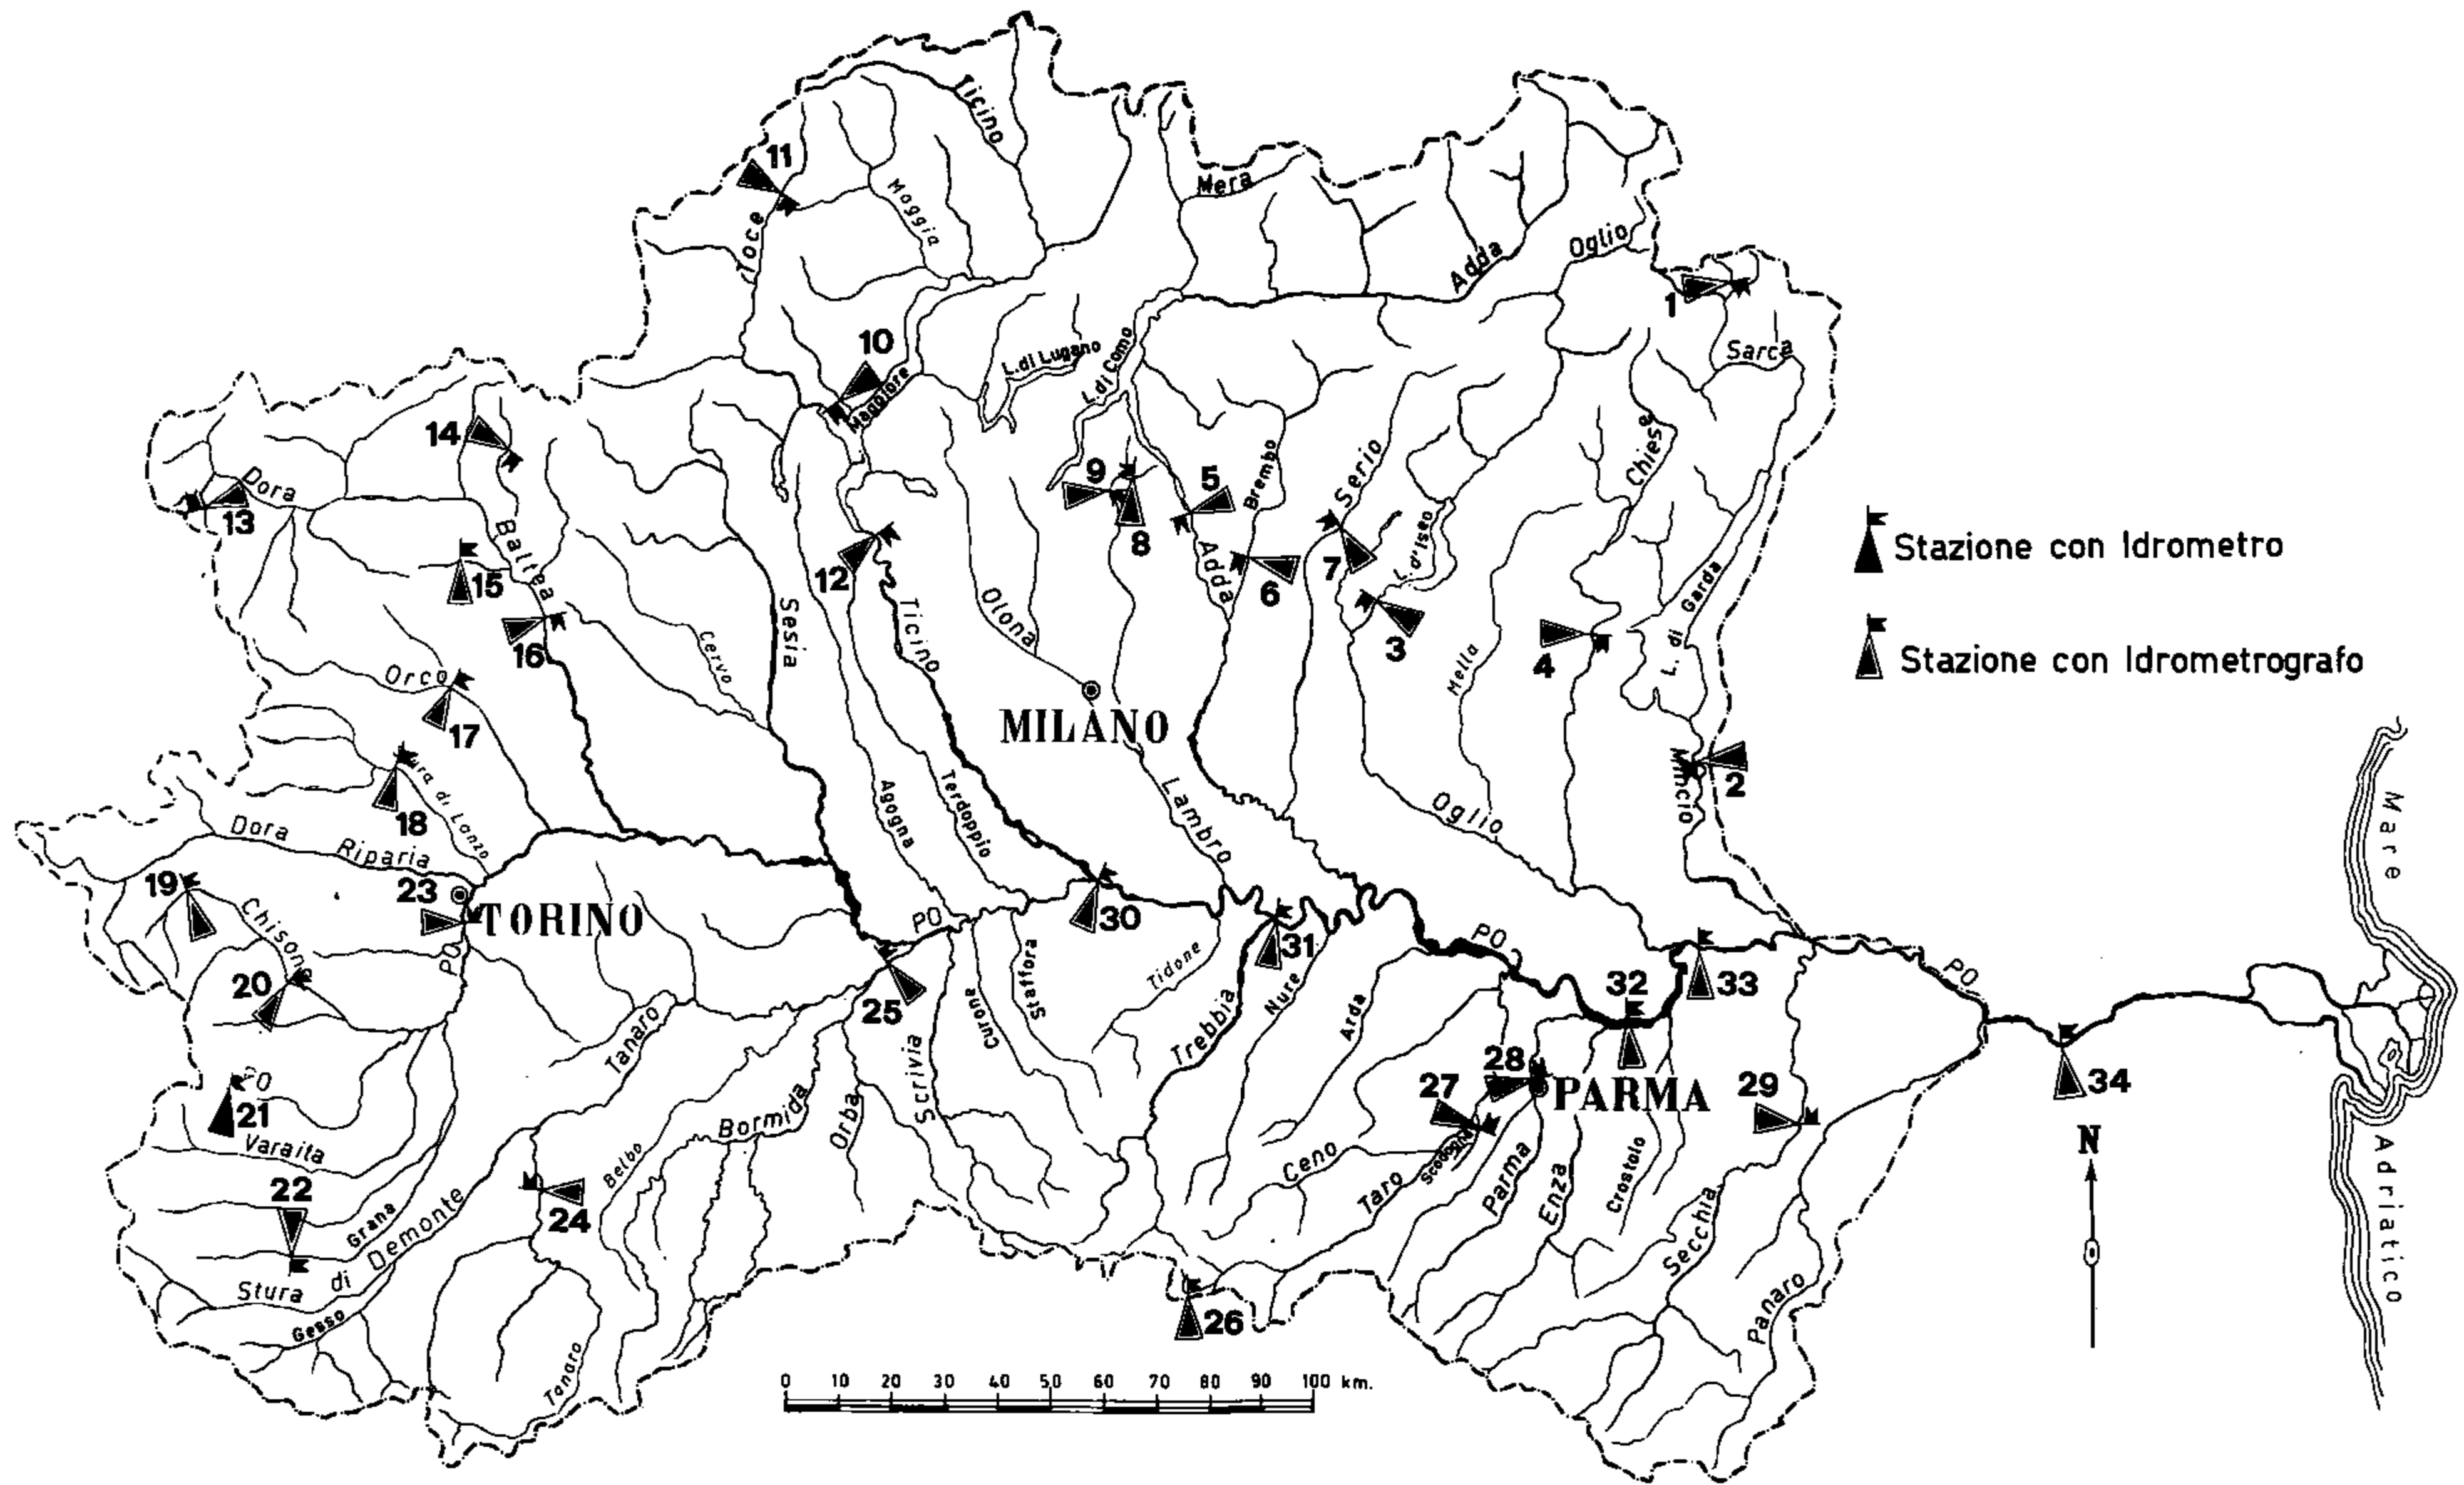 Ticino
11
Moggia
Mera
Toce
Adda
Oglio
1
Sarca
10
Maggiore
L.di Lugano
L.di Como
14
Dora
13
Baltea
9
8
5
Brembo
Serio
Chiese
L.d'Iseo
Stazione con Idrometro
15
12
Adda
6
7
3
Stazione con Idrometrografo
16
Cervo
Sesia
Ticino
Olona
Mella
4
L. di Garda
Orco
17
MILANO
Mincio
2
18
Stura di Lanzo
Dora
Riparia
Agogna
Terdoppio
Lambro
Oglio
Mare
19
Chisone
23
TORINO
PO
PO
30
31
PO
33
PO
20
25
Tanaro
Curone
Staffora
Tidone
Trebbia
Nure
Arda
32
PO
21
Varaita
Bormida
Orba
Scrivia
28
PARMA
27
29
34
N
22
Grana
Stura di Demonte
Gesso
24
Belbo
Ceno
Taro
Parma
Enza
Crostolo
Secchia
Panaro
Adriatico
26
Tanaro
0 10 20 30 40 50 60 70 80 90 100 km.